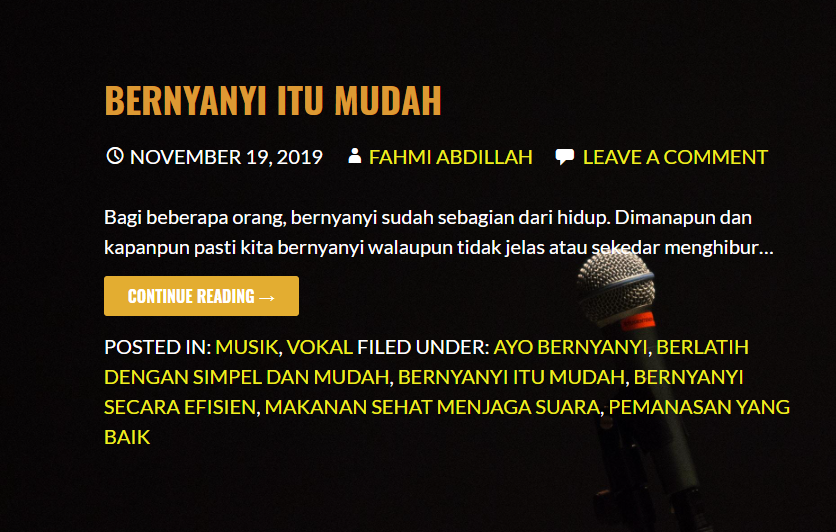 BERNYANYI ITU MUDAH
NOVEMBER 19, 2019 FAHMI ABDILLAH LEAVE A COMMENT
Bagi beberapa orang, bernyanyi sudah sebagian dari hidup. Dimanapun dan
kapanpun pasti kita bernyanyi walaupun tidak jelas atau sekedar menghibur…
CONTINUE READING →
POSTED IN: MUSIK, VOKAL FILED UNDER: AYO BERNYANYI, BERLATIH
DENGAN SIMPEL DAN MUDAH, BERNYANYI ITU MUDAH, BERNYANYI
SECARA EFISIEN, MAKANAN SEHAT MENJAGA SUARA, PEMANASAN YANG
BAIK